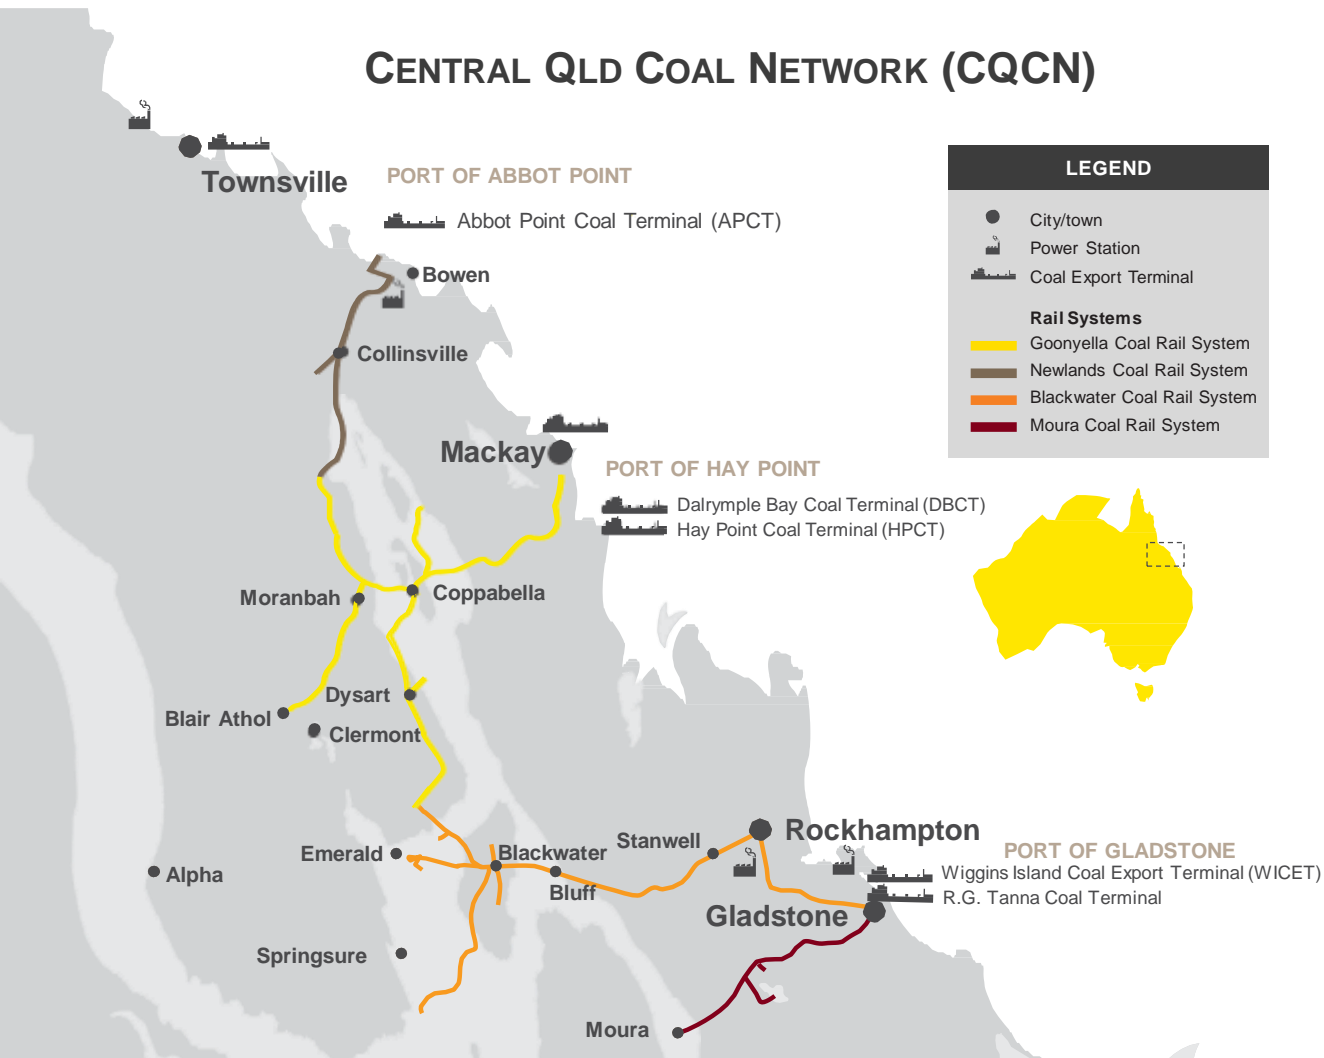 CENTRAL QLD COAL NETWORK (CQCN)
Townsville
PORT OF ABBOT POINT
Abbot Point Coal Terminal (APCT)
LEGEND
City/town
Power Station
Coal Export Terminal
Rail Systems
Goonyella Coal Rail System
Newlands Coal Rail System
Blackwater Coal Rail System
Moura Coal Rail System
Bowen
Collinsville
Mackay
PORT OF HAY POINT
Dalrymple Bay Coal Terminal (DBCT)
Hay Point Coal Terminal (HPCT)
Moranbah
Coppabella
Dysart
Blair Athol
Clermont
Stanwell
Rockhampton
Emerald
Blackwater
PORT OF GLADSTONE
Wiggins Island Coal Export Terminal (WICET)
Alpha
Bluff
R.G. Tanna Coal Terminal
Gladstone
Springsure
Moura